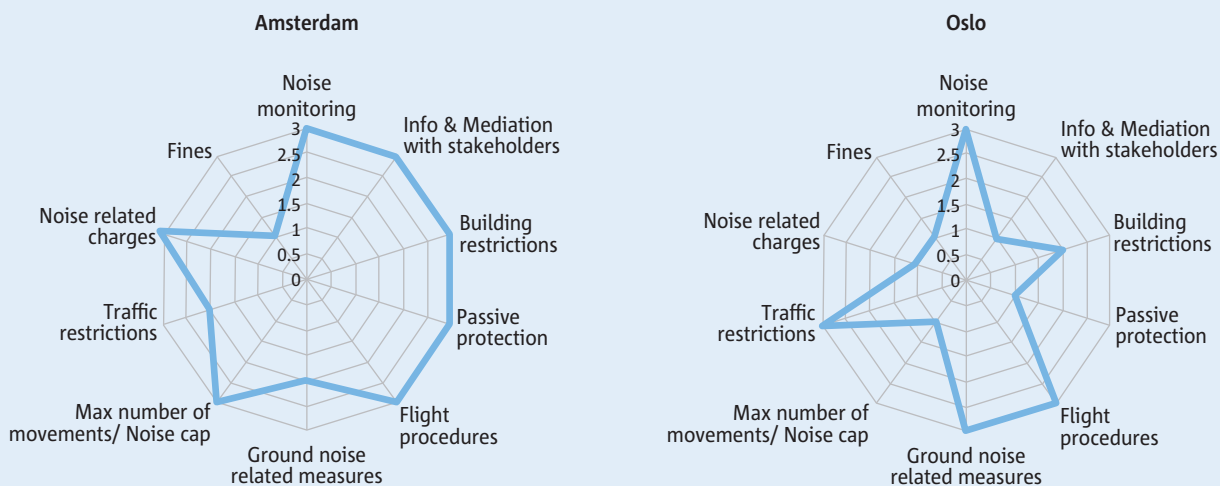 Amsterdam
Noise
monitoring
Info & Mediation
with stakeholders
Building
restrictions
Passive
protection
Flight
procedures
Ground noise
related measures
Max number of
movements/ Noise cap
Traffic
restrictions
Noise related
charges
Fines
3
2.5
2
1.5
1
0.5
0
Oslo
Noise
monitoring
Info & Mediation
with stakeholders
Building
restrictions
Passive
protection
Flight
procedures
Ground noise
related measures
Max number of
movements/ Noise cap
Traffic
restrictions
Noise related
charges
Fines
3
2.5
2
1.5
1
0.5
0